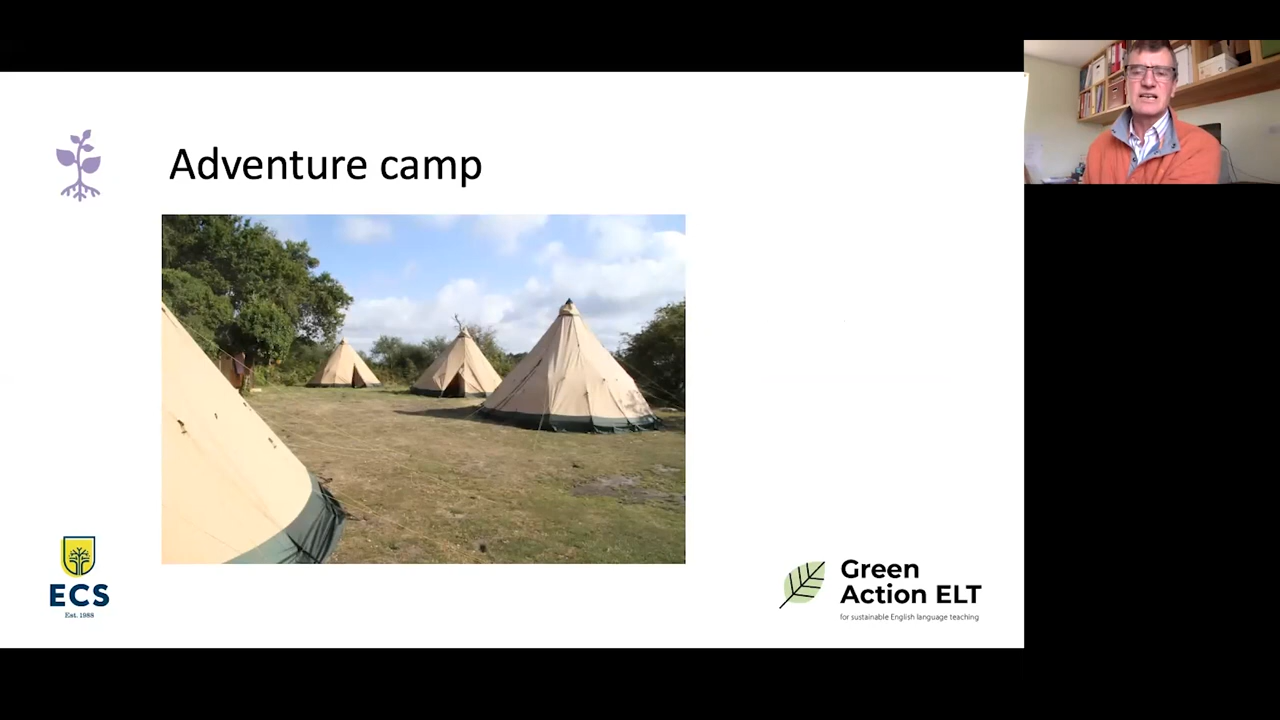 Adventure camp
ECS
Est. 1988
Green
Action ELT
for sustainable English language teaching